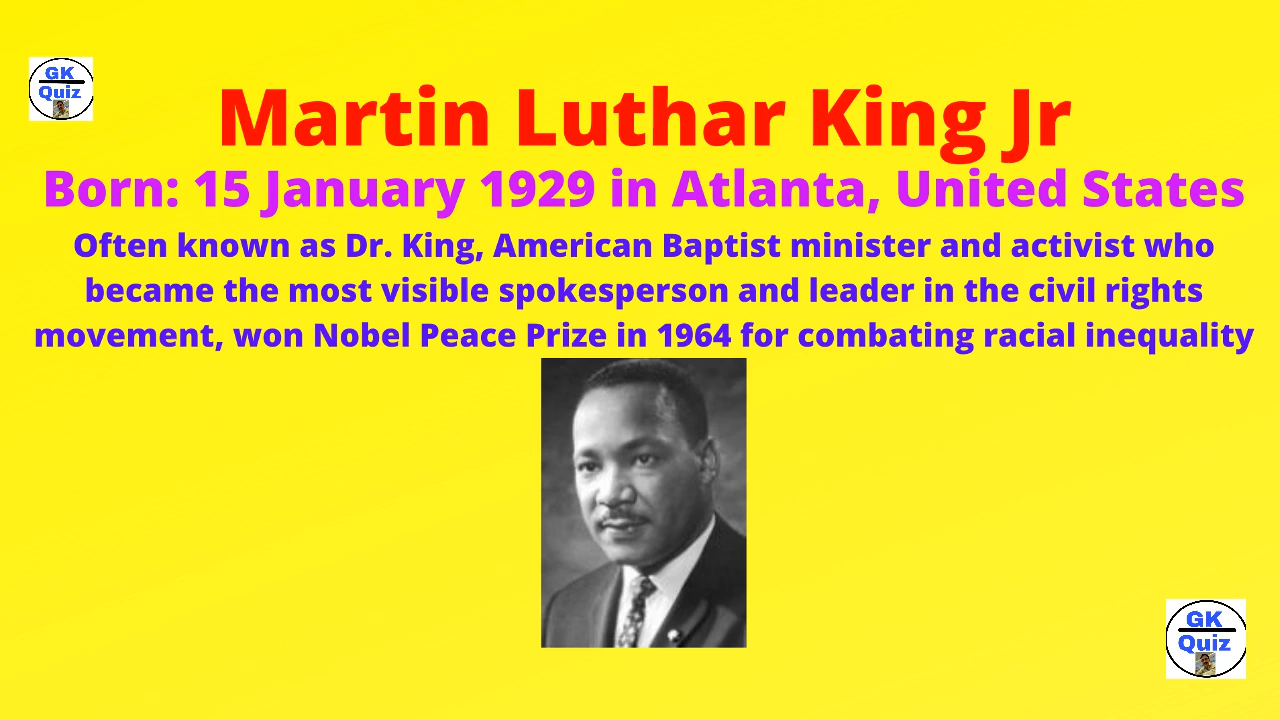 GK
Quiz
Martin Luthar King Jr
Born: 15 January 1929 in Atlanta, United States
Often known as Dr. King, American Baptist minister and activist who
became the most visible spokesperson and leader in the civil rights
movement, won Nobel Peace Prize in 1964 for combating racial inequality
GK
Quiz